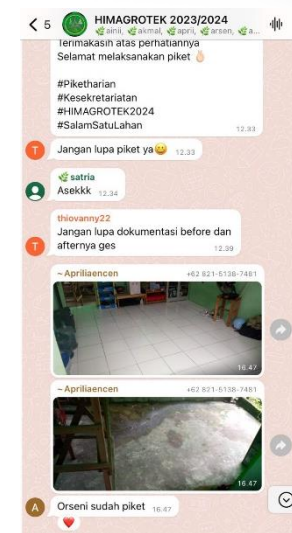 5
HIMAGROTEK 2023/2024
ainii, akmal, aprii, arsen, a...
Terimakasih atas perhatiannya
Selamat melaksanakan piket 👌🏻
#Piketharian
#Kesekretariatan
#HIMAGROTEK2024
#SalamSatuLahan
12.33
Jangan lupa piket ya😄 12.33
satria
Asekkk 12.34
thiovanny22
Jangan lupa dokumentasi before dan
afternya ges
12.39
~Apriliaencen +62 821-5138-7481
16.47
~Apriliaencen +62 821-5138-7481
16.47
Orseni sudah piket 16.47
T
T
A